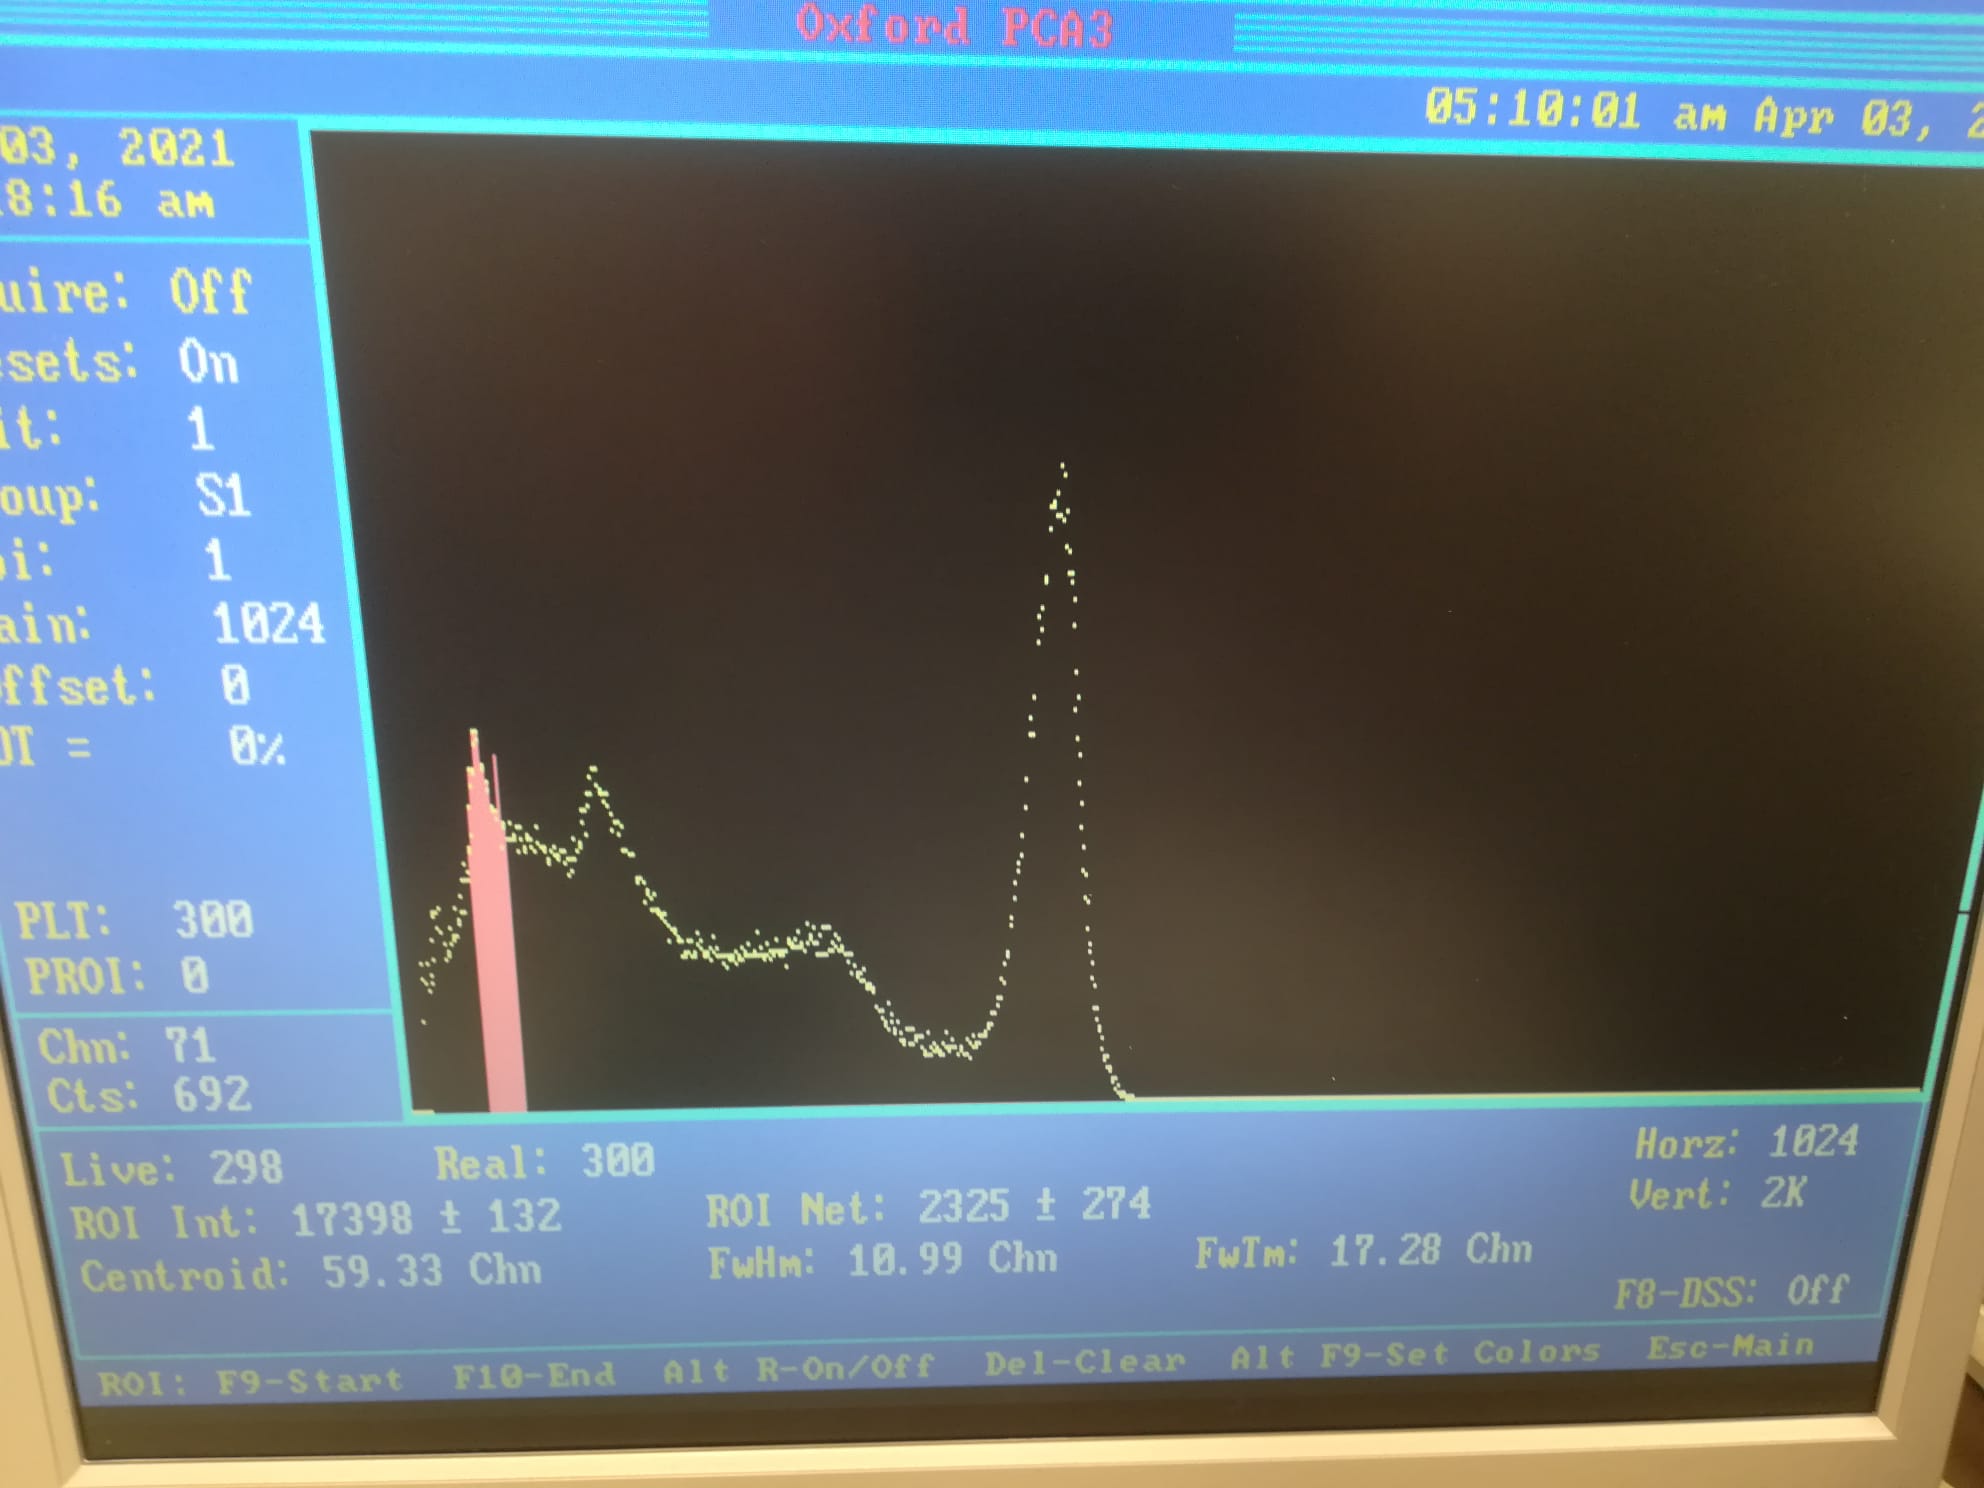 Oxford PCA3
05:10:01 am Apr 03,
03, 2021
8:16 am
uire: Off
sets: On
it: 1
oup: S1
i: 1
ain: 1024
ffset: 0
DT = 0%
PLT: 300
PROI: 0
Chn: 71
Cts: 692
Live: 298 Real: 300 Horz: 1024
ROI Int: 17398 ± 132 ROI Net: 2325 ± 274 Vert: 2K
Centroid: 59.33 Chn FwHm: 10.99 Chn FwTm: 17.28 Chn
F8-DSS: Off
ROI: F9-Start F10-End Alt R-On/Off Del-Clear Alt F9-Set Colors Esc-Main